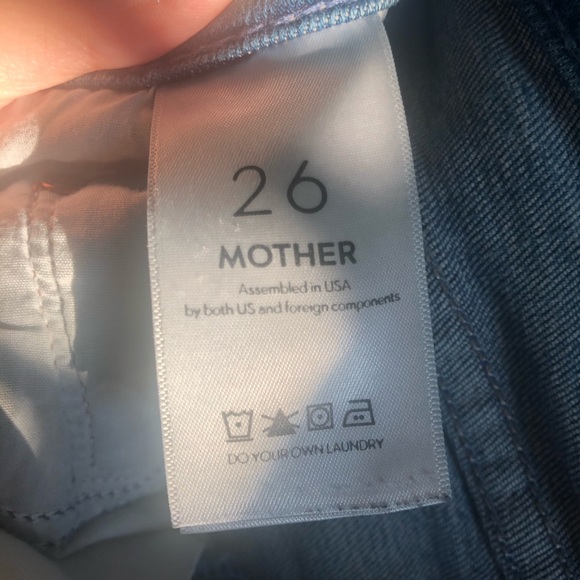 26
MOTHER
Assembled in USA
by both US and foreign components
DO YOUR OWN LAUNDRY